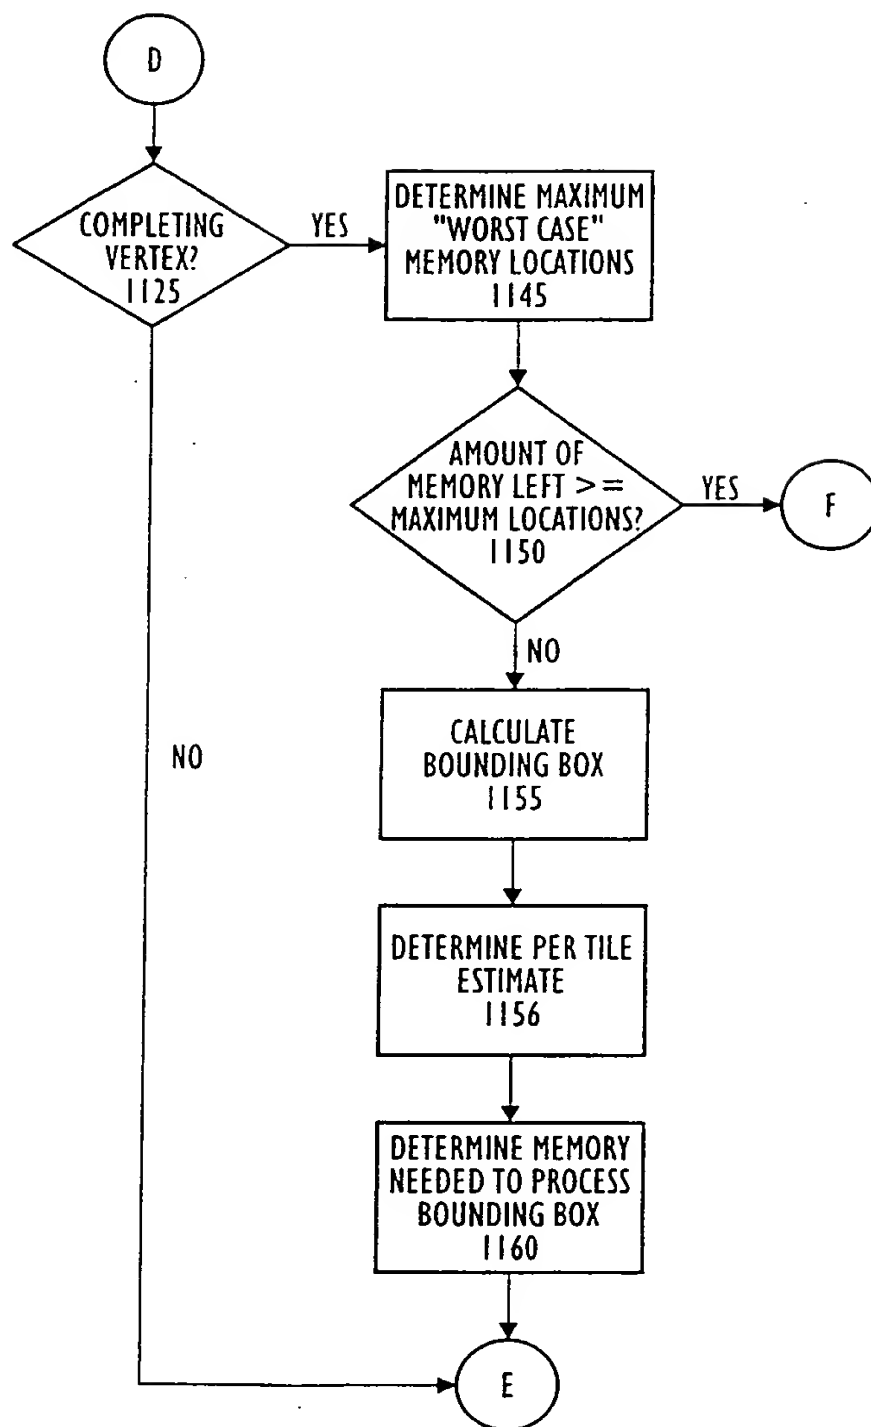 D
COMPLETING
VERTEX?
1125
YES
DETERMINE MAXIMUM
"WORST CASE"
MEMORY LOCATIONS
1145
AMOUNT OF
MEMORY LEFT >=
MAXIMUM LOCATIONS?
1150
YES
F
NO
CALCULATE
BOUNDING BOX
1155
NO
DETERMINE PER TILE
ESTIMATE
1156
DETERMINE MEMORY
NEEDED TO PROCESS
BOUNDING BOX
1160
E